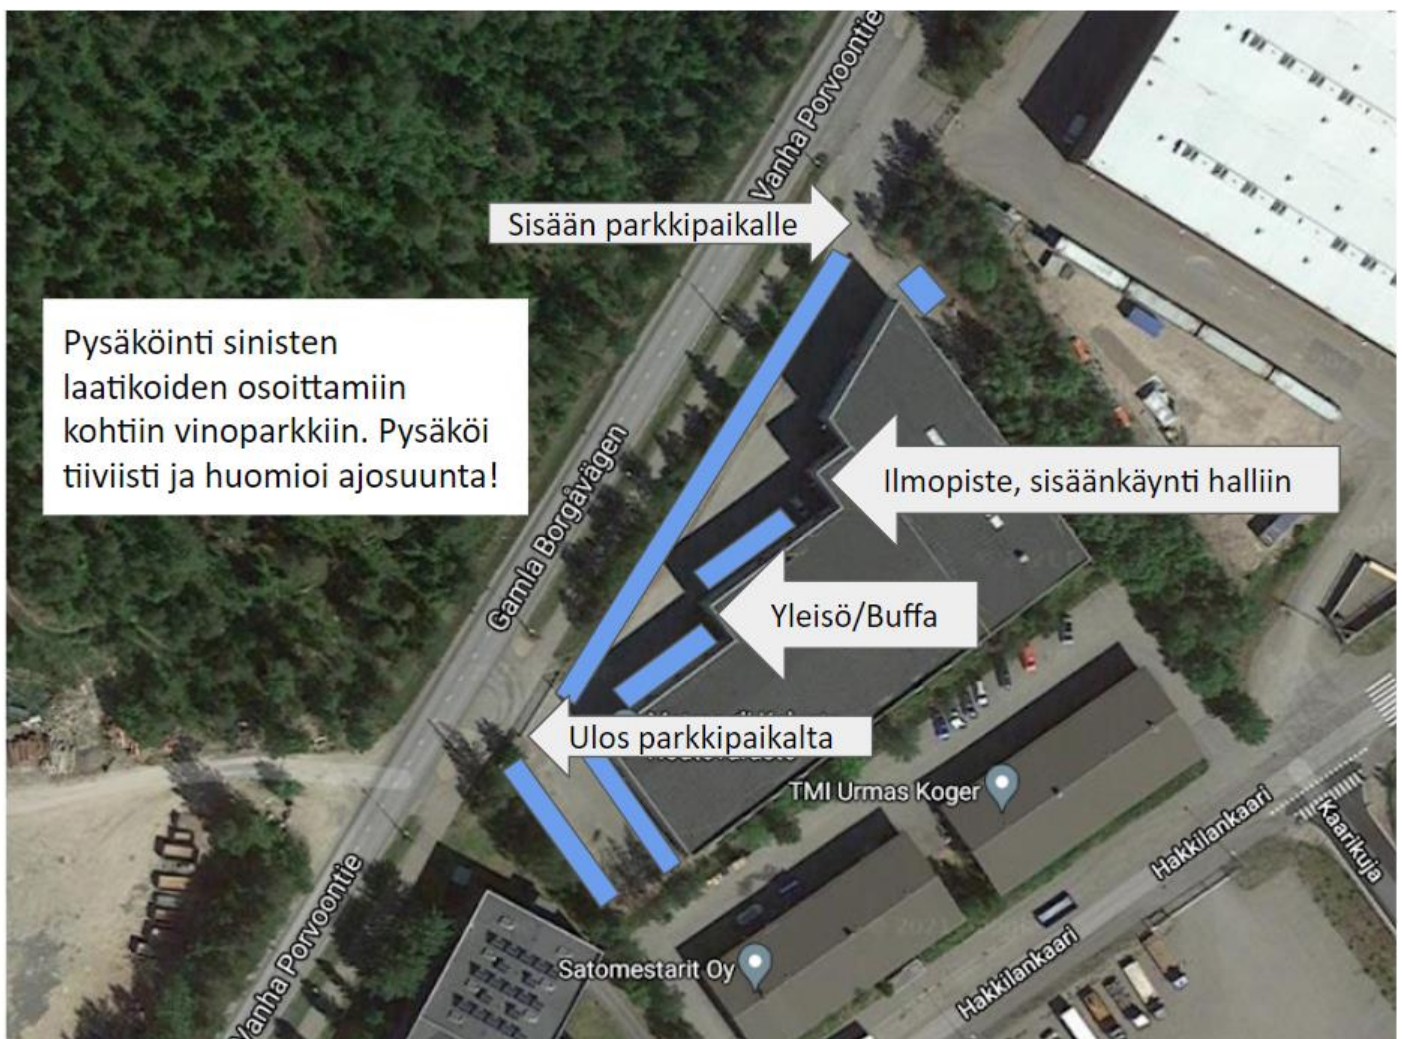 Vanha Porvoontie
Sisään parkkipaikalle
Pysäköinti sinisten
laatikoiden osoittamiin
kohtiin vinoparkkiin. Pysäköi
tiiviisti ja huomioi ajosuunta!
Gamla Borgåvägen
Ilmopiste, sisäänkäynti halliin
Yleisö/Buffa
Ulos parkkipaikalta
TMI Urmas Koger
Hakkilankaari
Kaarikuja
Vanha Porvoontie
Satomestarit Oy
Hakkilankaari